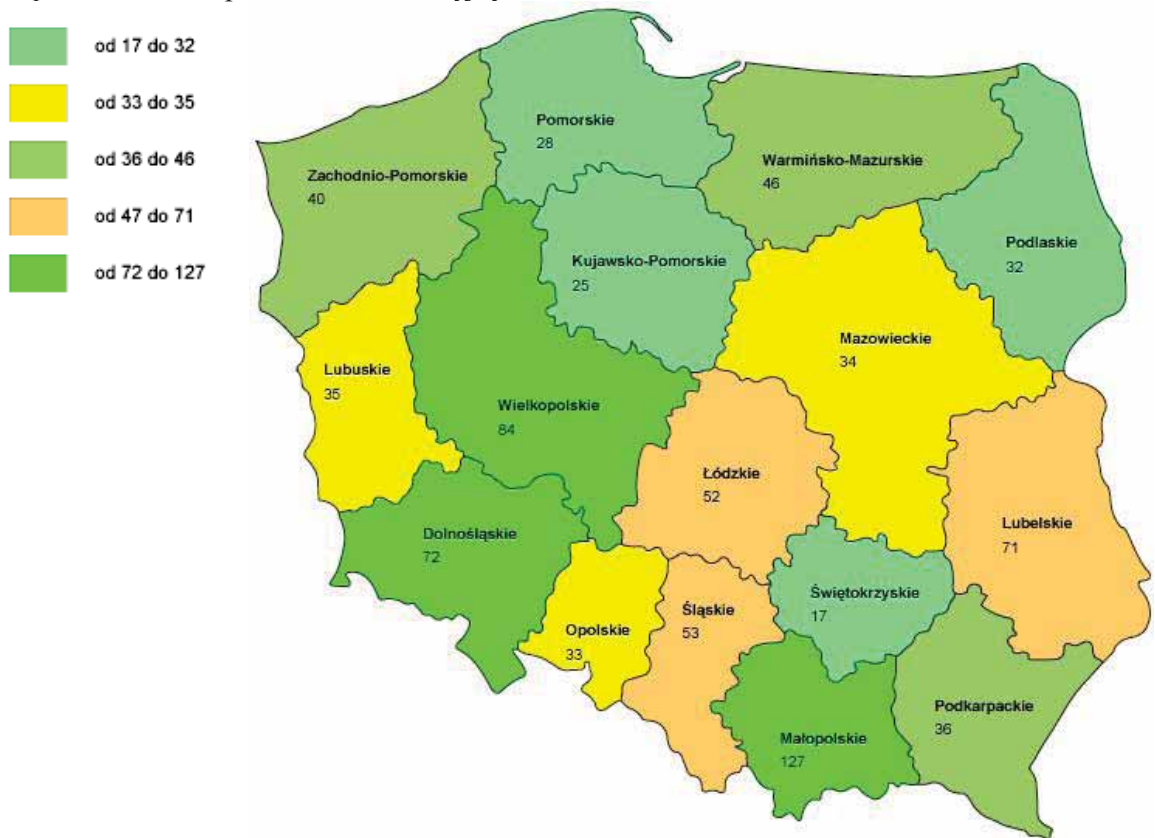 od 17 do 32
od 33 do 35
od 36 do 46
od 47 do 71
od 72 do 127
Pomorskie
28
Zachodnio-Pomorskie
40
Warmińsko-Mazurskie
46
Podlaskie
32
Kujawsko-Pomorskie
25
Mazowieckie
34
Lubuskie
35
Wielkopolskie
84
Łódzkie
52
Lubelskie
71
Dolnośląskie
72
Świętokrzyskie
17
Śląskie
53
Opolskie
33
Podkarpackie
36
Małopolskie
127